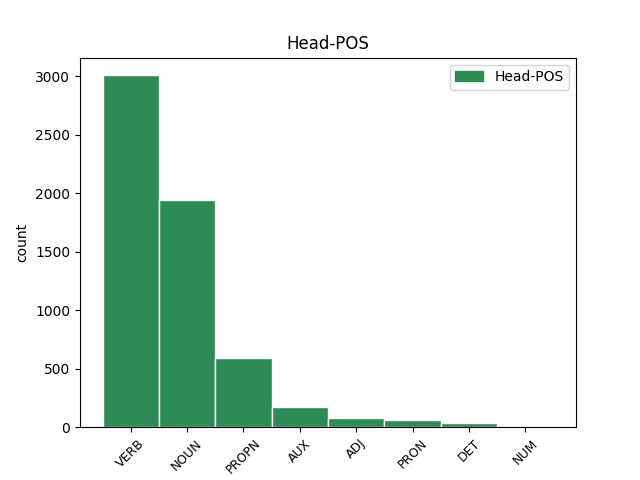 Head-POS
Head-POS
3000
2500
2000
1500
1000
500
0
count
VERB
NOUN
PROPN
AUX
ADJ
PRON
DET
NUM